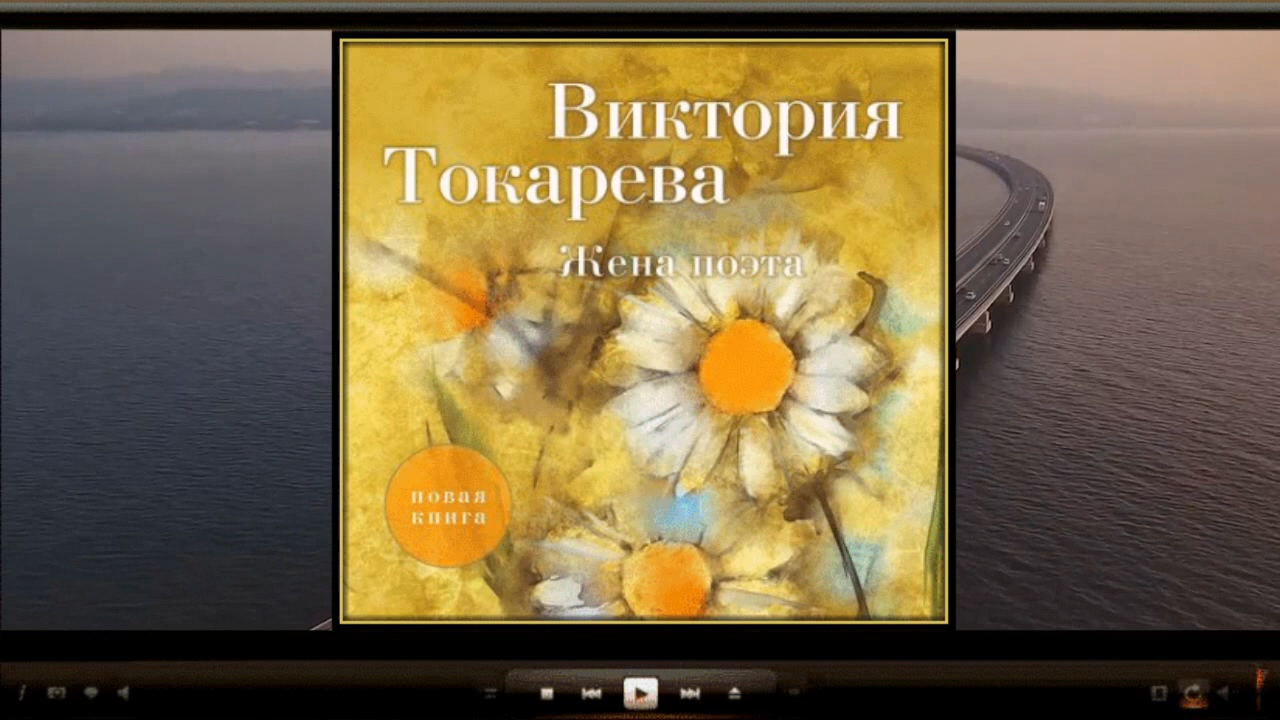 Виктория
Токарева
Жена поэта
новая
книга